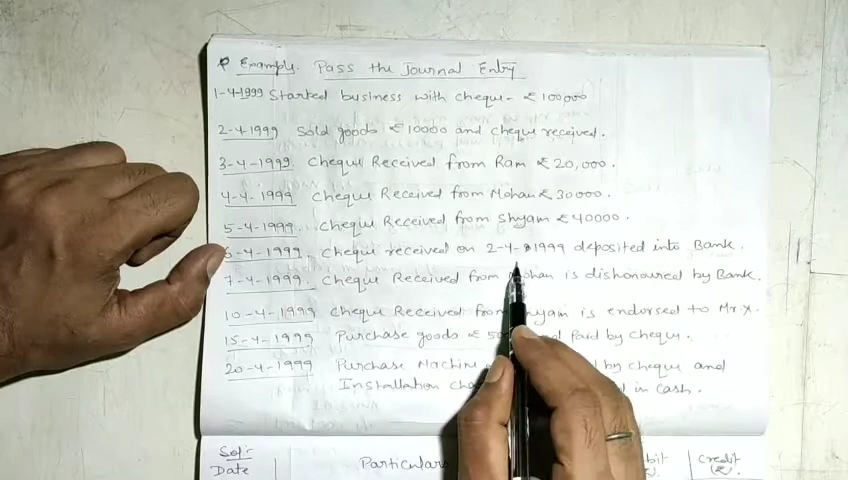 Example. Pass the Journal Entry
1-4-1999 Started business with cheque- ₹ 100000
2-4-1999 Sold goods ₹ 10000 and cheque received.
3-4-1999 Cheque Received from Ram ₹ 20,000.
4-4-1999 Cheque Received from Mohan ₹ 30000.
5-4-1999. Cheque Received from Shyam ₹ 40000.
6-4-1999. Cheque received on 2-4-1999 deposited into Bank.
7-4-1999. Cheque Received from Mohan is dishonoured by Bank.
10-4-1999 Cheque Received from Shyam is endorsed to Mr. X.
15-4-1999 Purchase goods ₹ Paid by cheque.
20-4-1999 Purchase Machine by cheque and
Installation in cash.
Sol:-
Date Particulars Credit
(₹)